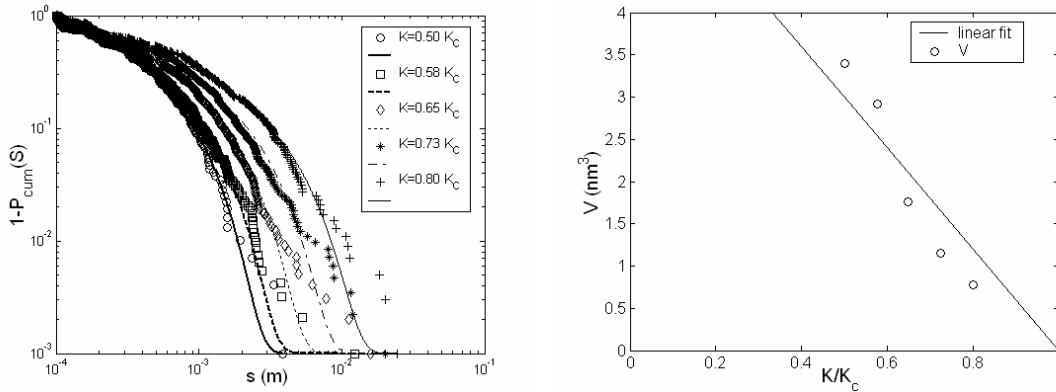 10^0
10^-1
10^-2
10^-3
1-P_cum(S)
10^-4
10^-3
10^-2
10^-1
s (m)
K=0.50 K_c
K=0.58 K_c
K=0.65 K_c
K=0.73 K_c
K=0.80 K_c
4
3.5
3
2.5
2
1.5
1
0.5
0
V (nm^3)
0
0.2
0.4
0.6
0.8
K/K_c
linear fit
V